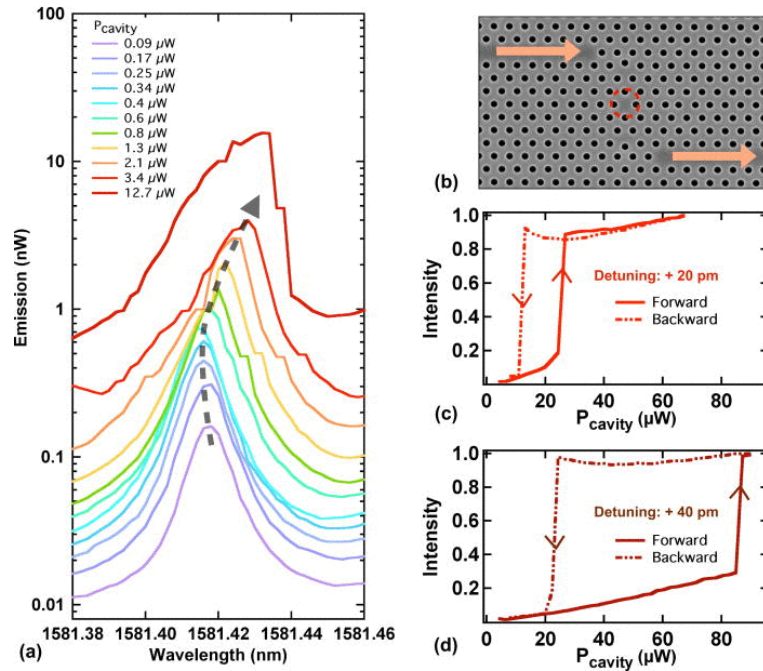 100
10
1
0.1
0.01
Emission (nW)
Pcavity
0.09 µW
0.17 µW
0.25 µW
0.34 µW
0.4 µW
0.6 µW
0.8 µW
1.3 µW
2.1 µW
3.4 µW
12.7 µW
1581.38 1581.40 1581.42 1581.44 1581.46
Wavelength (nm)
(a)
(b)
1.0
0.8
0.6
0.4
0.2
Intensity
Detuning: + 20 pm
Forward
Backward
0 20 40 60 80
Pcavity (µW)
(c)
1.0
0.8
0.6
0.4
0.2
Intensity
Detuning: + 40 pm
Forward
Backward
0 20 40 60 80
Pcavity (µW)
(d)